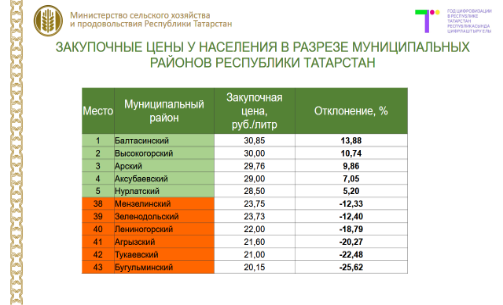 Министерство сельского хозяйства
и продовольствия Республики Татарстан
ГОД ЦИФРОВИЗАЦИИ
В РЕСПУБЛИКЕ
ТАТАРСТАН
ТАТАРСТАН
РЕСПУБЛИКАСЫНДА
ЦИФРЛАШТЫРУ ЕЛЫ
ЗАКУПОЧНЫЕ ЦЕНЫ У НАСЕЛЕНИЯ В РАЗРЕЗЕ МУНИЦИПАЛЬНЫХ
РАЙОНОВ РЕСПУБЛИКИ ТАТАРСТАН
Место Муниципальный район Закупочная цена, руб./литр Отклонение, %
1 Балтасинский 30,85 13,88
2 Высокогорский 30,00 10,74
3 Арский 29,76 9,86
4 Аксубаевский 29,00 7,05
5 Нурлатский 28,50 5,20
38 Мензелинский 23,75 -12,33
39 Зеленодольский 23,73 -12,40
40 Лениногорский 22,00 -18,79
41 Агрызский 21,60 -20,27
42 Тукаевский 21,00 -22,48
43 Бугульминский 20,15 -25,62